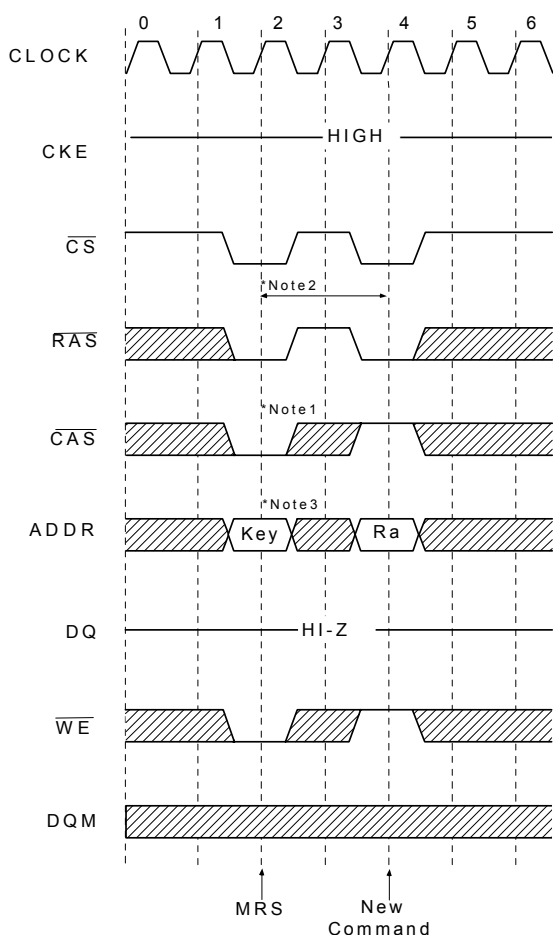 0 1 2 3 4 5 6
CLOCK
HIGH
CKE
CS
*Note2
RAS
*Note1
CAS
*Note3
ADDR
Key
Ra
DQ
HI-Z
WE
DQM
MRS
New
Command